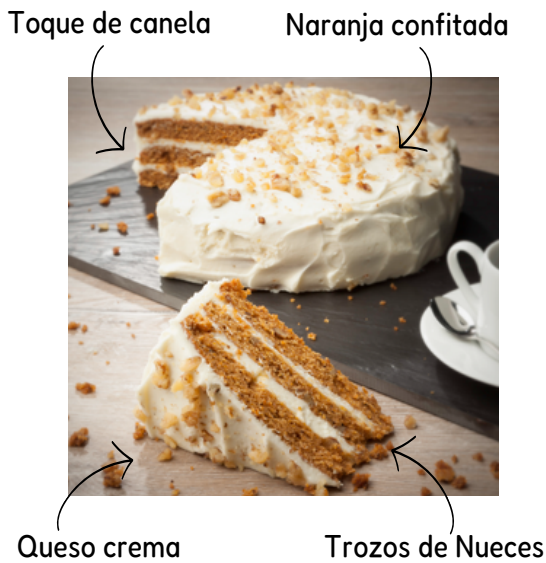 Toque de canela
Naranja confitada
Queso crema
Trozos de Nueces